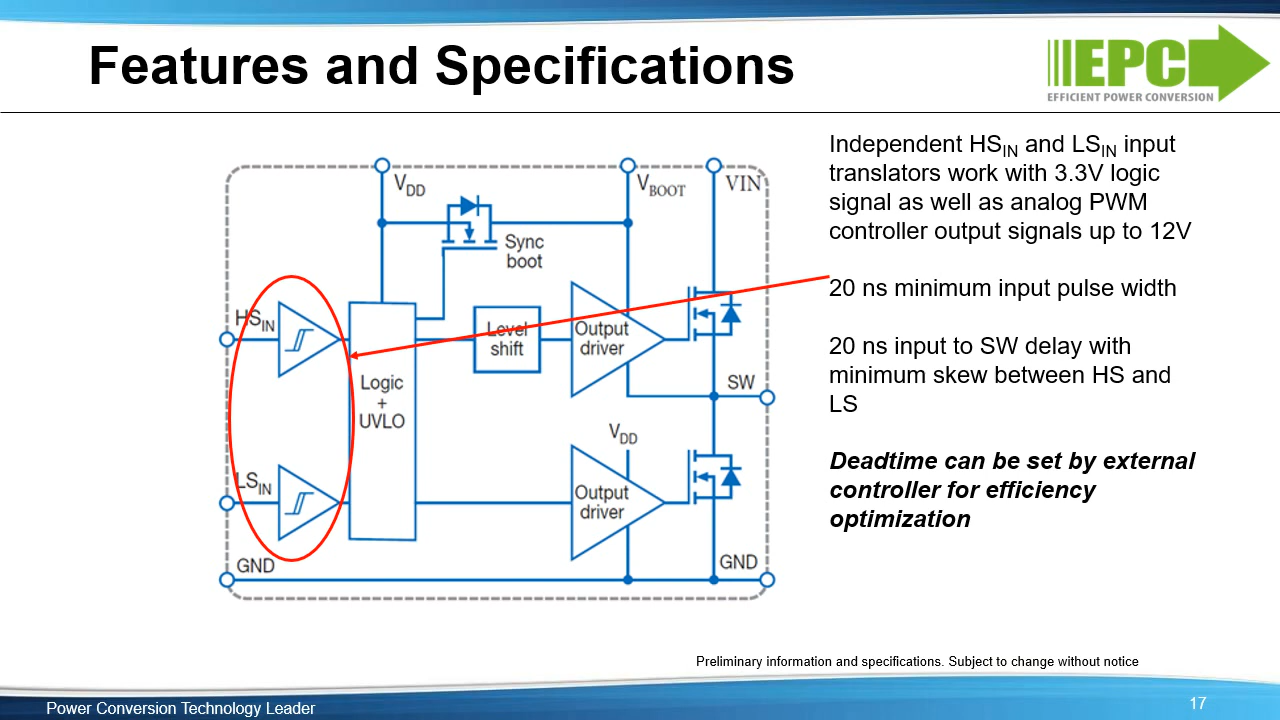 Features and Specifications
EPC
EFFICIENT POWER CONVERSION
Independent HSIN and LSIN input
translators work with 3.3V logic
signal as well as analog PWM
controller output signals up to 12V
20 ns minimum input pulse width
20 ns input to SW delay with
minimum skew between HS and
LS
Deadtime can be set by external
controller for efficiency
optimization
VDD
VBOOT
VIN
Sync
boot
HSIN
Level
shift
Output
driver
Logic
+
UVLO
SW
VDD
LSIN
Output
driver
GND
GND
Preliminary information and specifications. Subject to change without notice
Power Conversion Technology Leader
17